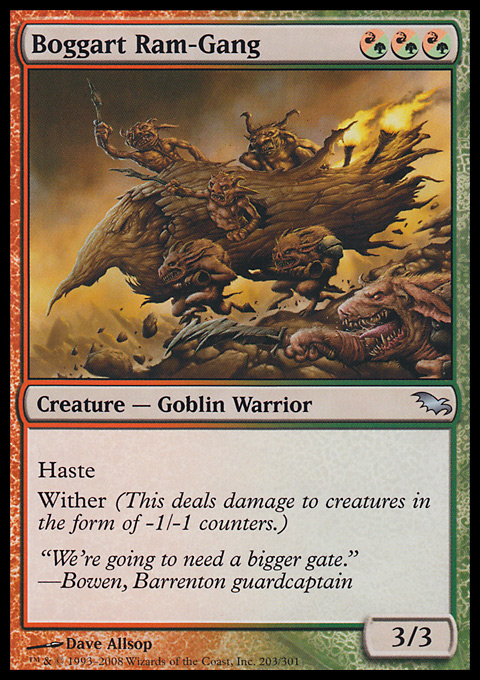 Boggart Ram-Gang
Creature — Goblin Warrior
Haste
Wither (This deals damage to creatures in
the form of -1/-1 counters.)
“We’re going to need a bigger gate.”
—Bowen, Barrenton guardcaptain
Dave Allsop
3/3
™ & © 1993–2008 Wizards of the Coast, Inc. 203/301